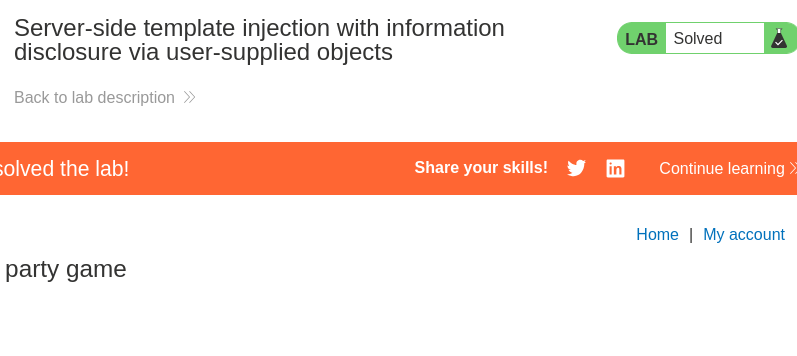 Server-side template injection with information
disclosure via user-supplied objects
LAB Solved
Back to lab description
solved the lab!
Share your skills!
Continue learning
Home | My account
party game